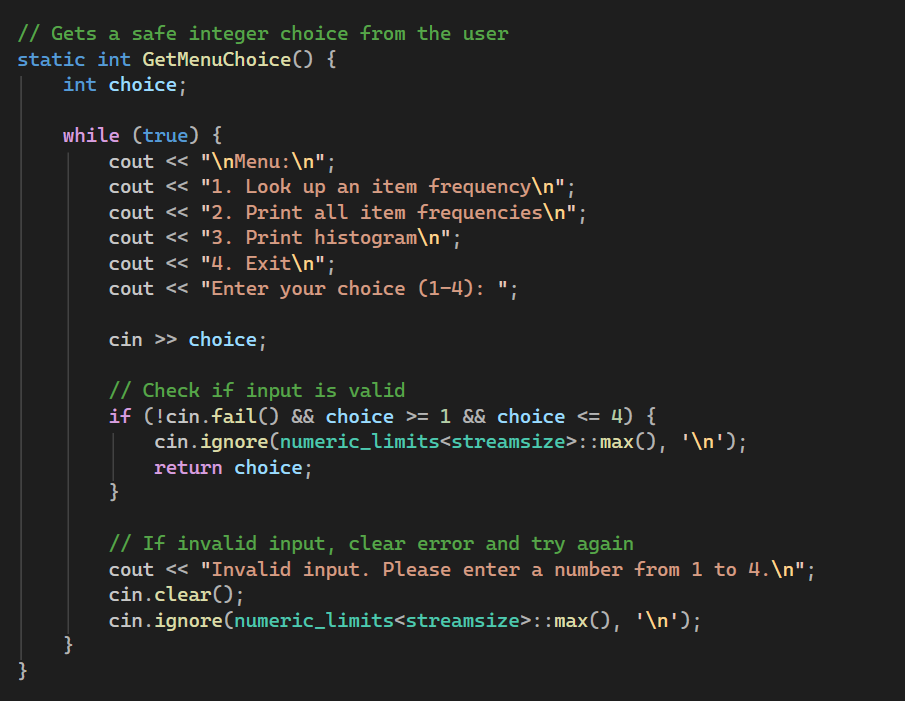 // Gets a safe integer choice from the user
static int GetMenuChoice() {
    int choice;

    while (true) {
        cout << "\nMenu:\n";
        cout << "1. Look up an item frequency\n";
        cout << "2. Print all item frequencies\n";
        cout << "3. Print histogram\n";
        cout << "4. Exit\n";
        cout << "Enter your choice (1-4): ";

        cin >> choice;

        // Check if input is valid
        if (!cin.fail() && choice >= 1 && choice <= 4) {
            cin.ignore(numeric_limits<streamsize>::max(), '\n');
            return choice;
        }

        // If invalid input, clear error and try again
        cout << "Invalid input. Please enter a number from 1 to 4.\n";
        cin.clear();
        cin.ignore(numeric_limits<streamsize>::max(), '\n');
    }
}